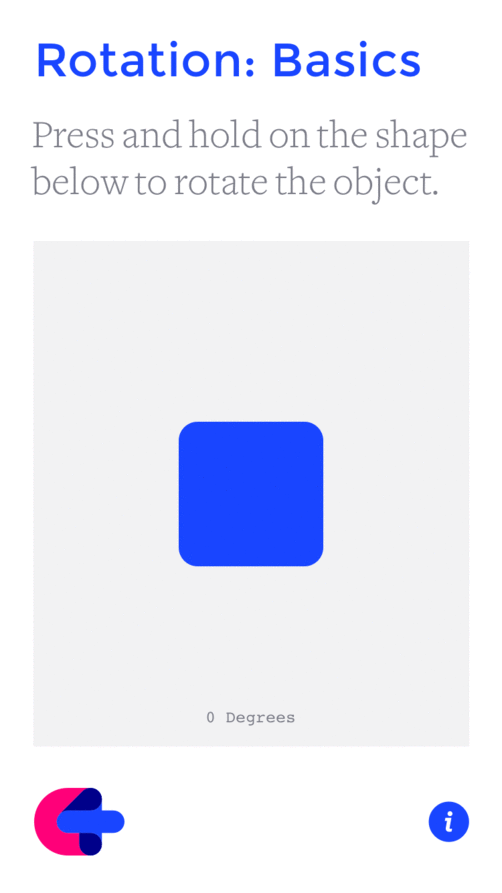 Rotation: Basics
Press and hold on the shape
below to rotate the object.
0 Degrees
i